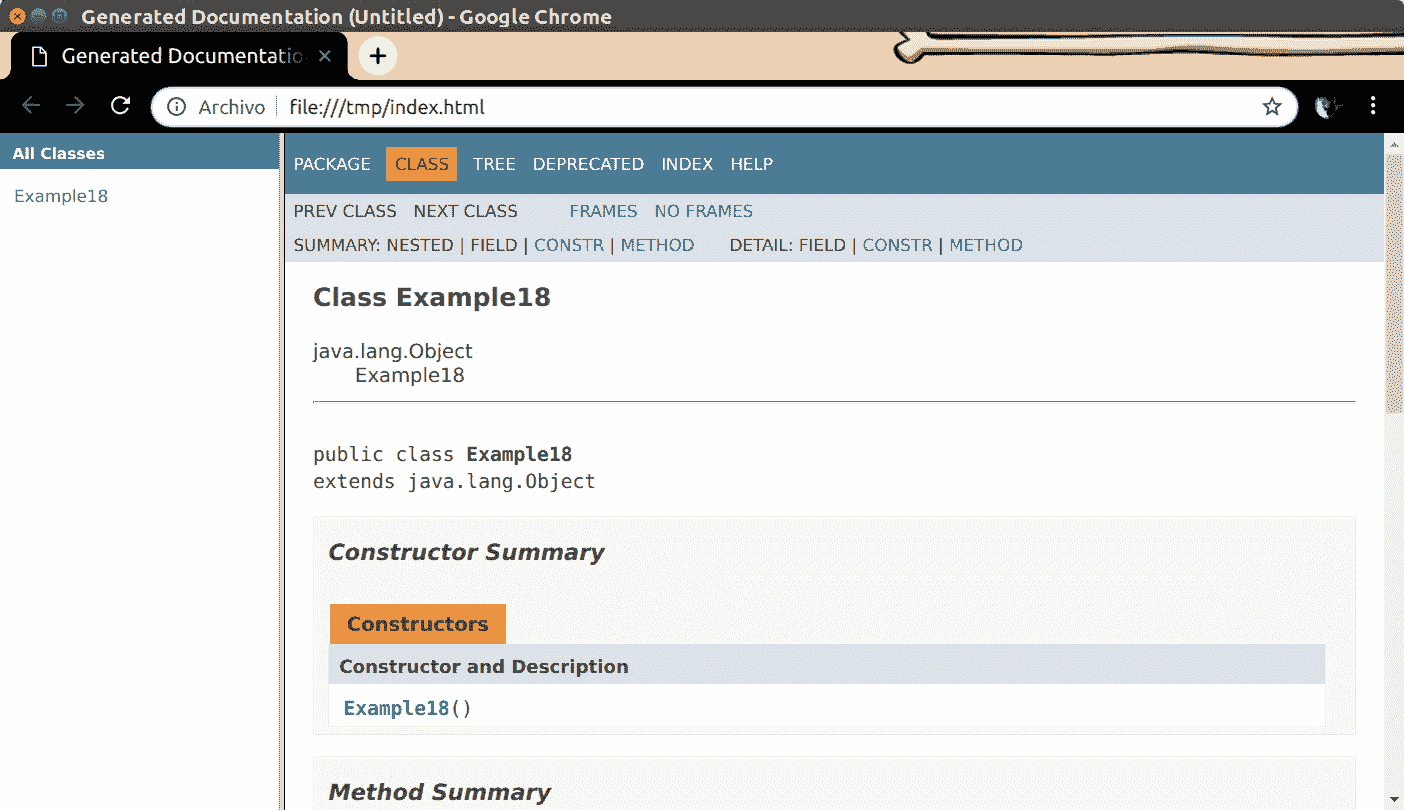 Generated Documentation (Untitled) - Google Chrome
Generated Documentatio
Archivo file:///tmp/index.html
All Classes
Example18
PACKAGE CLASS TREE DEPRECATED INDEX HELP
PREV CLASS NEXT CLASS FRAMES NO FRAMES
SUMMARY: NESTED | FIELD | CONSTR | METHOD DETAIL: FIELD | CONSTR | METHOD
Class Example18
java.lang.Object
Example18
public class Example18
extends java.lang.Object
Constructor Summary
Constructors
Constructor and Description
Example18()
Method Summary